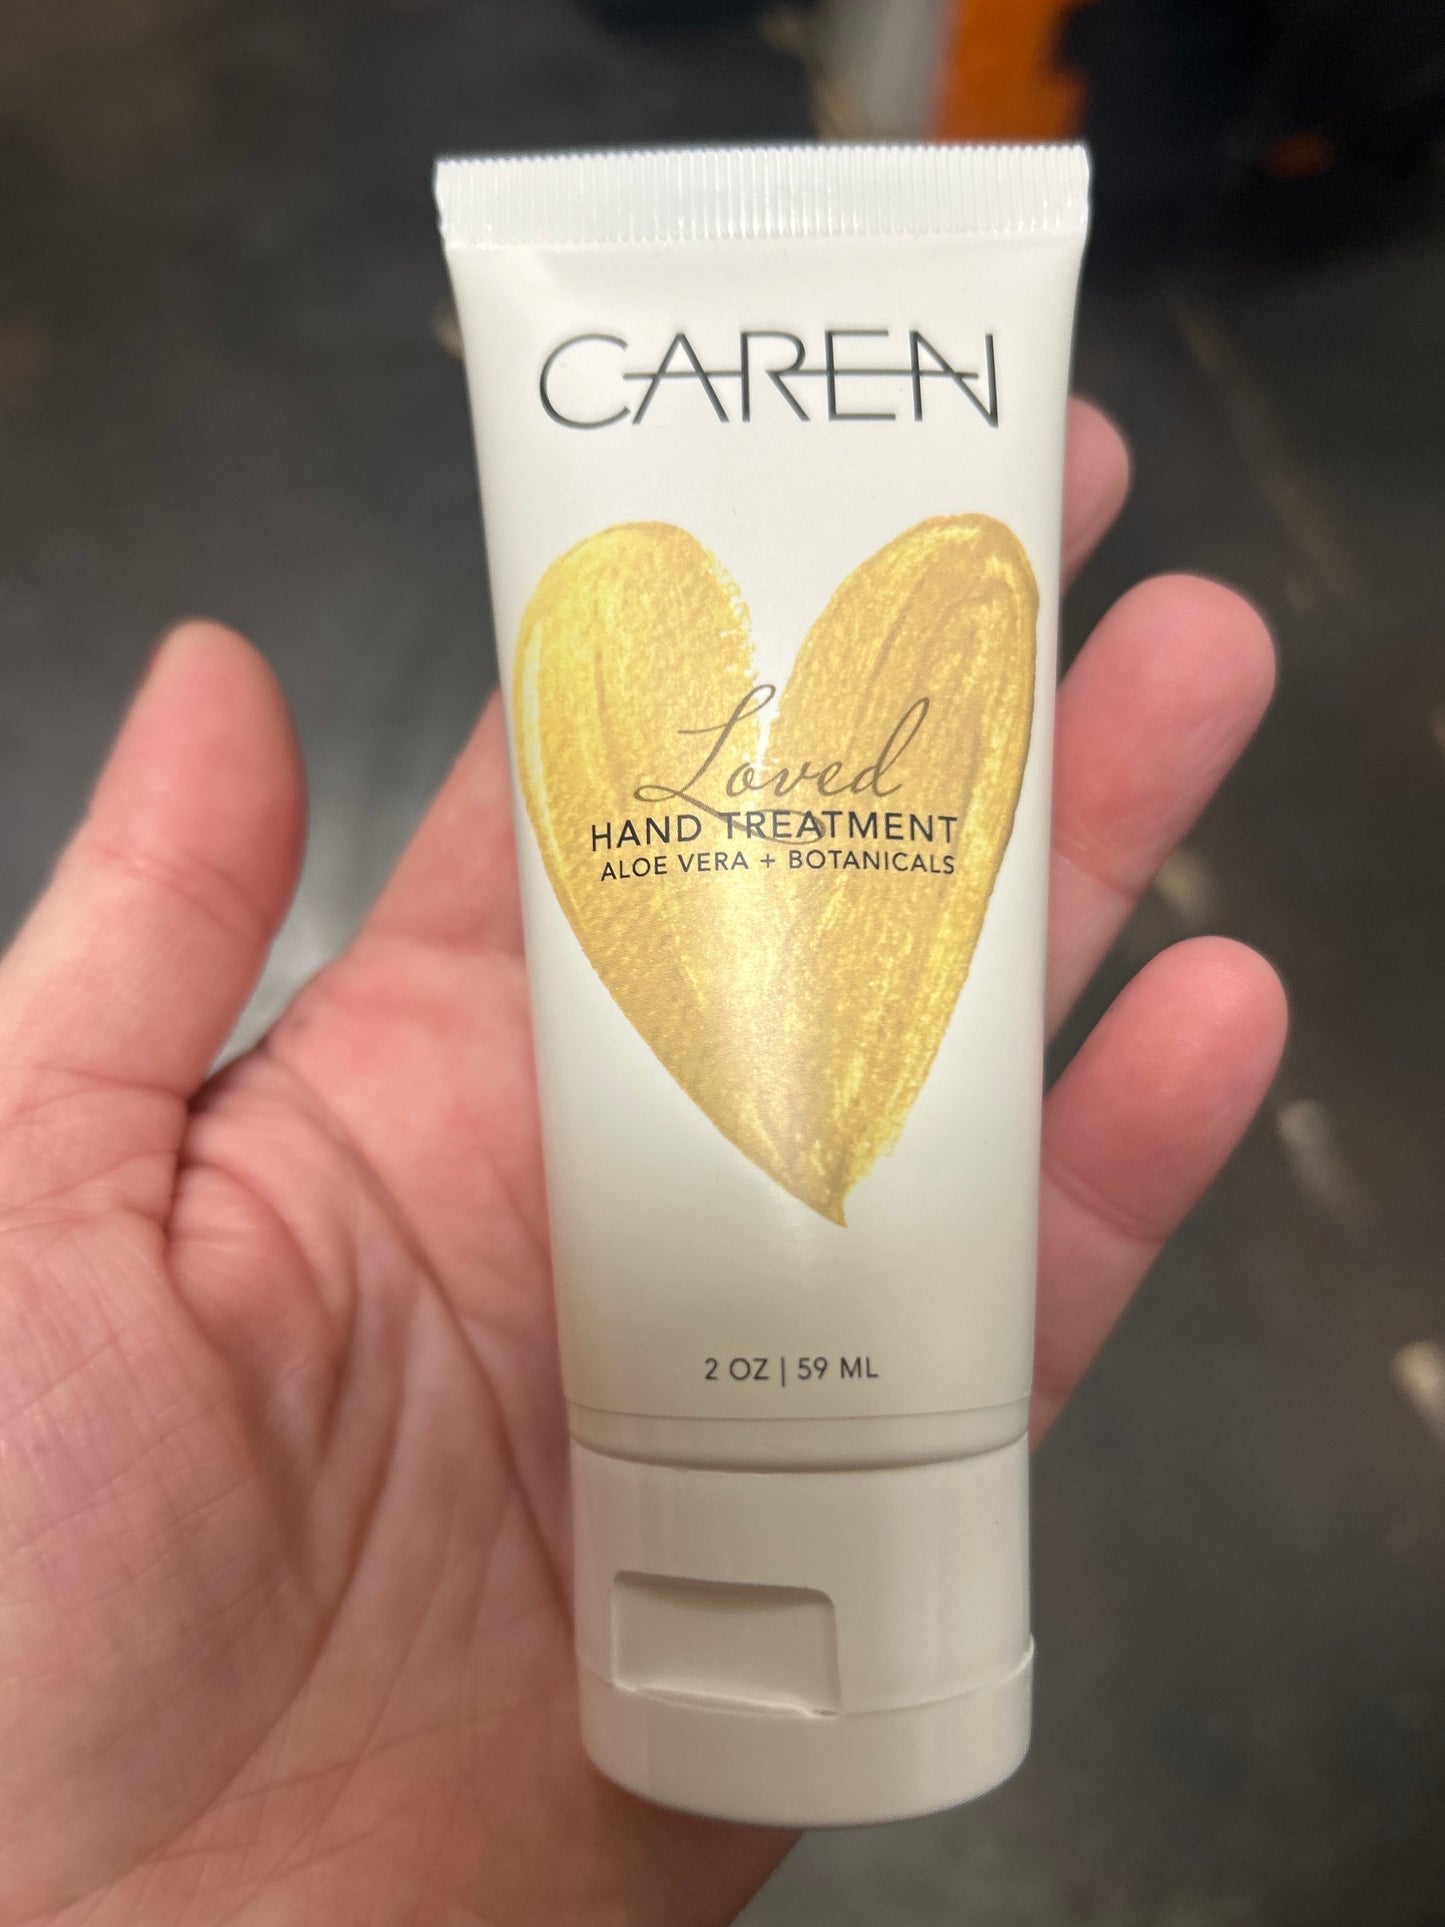 CAREN
Loved
HAND TREATMENT
ALOE VERA + BOTANICALS
2 OZ | 59 ML